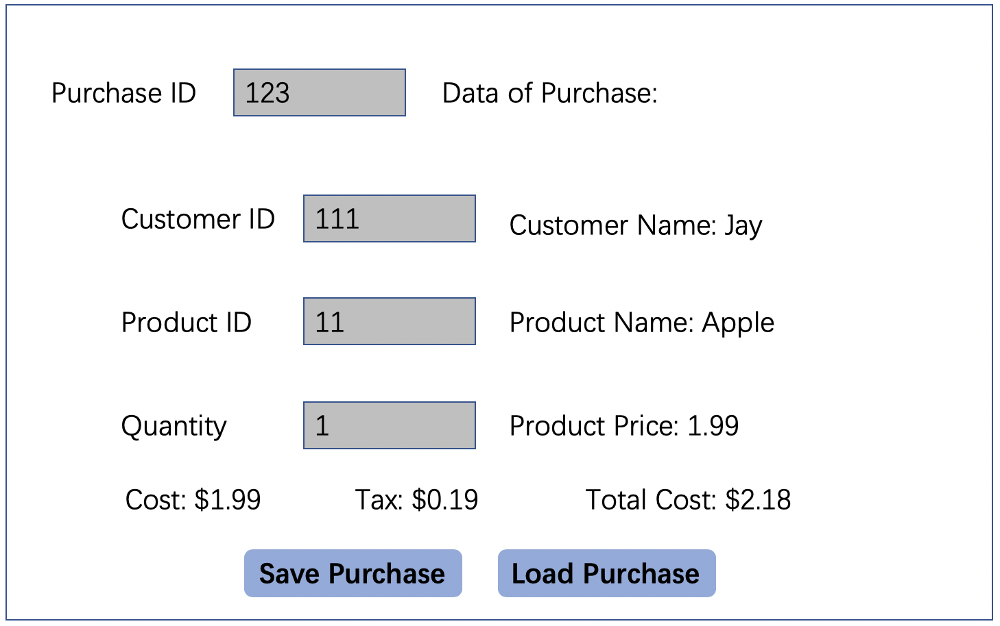 Purchase ID 123 Data of Purchase:
Customer ID 111 Customer Name: Jay
Product ID 11 Product Name: Apple
Quantity 1 Product Price: 1.99
Cost: $1.99 Tax: $0.19 Total Cost: $2.18
Save Purchase Load Purchase